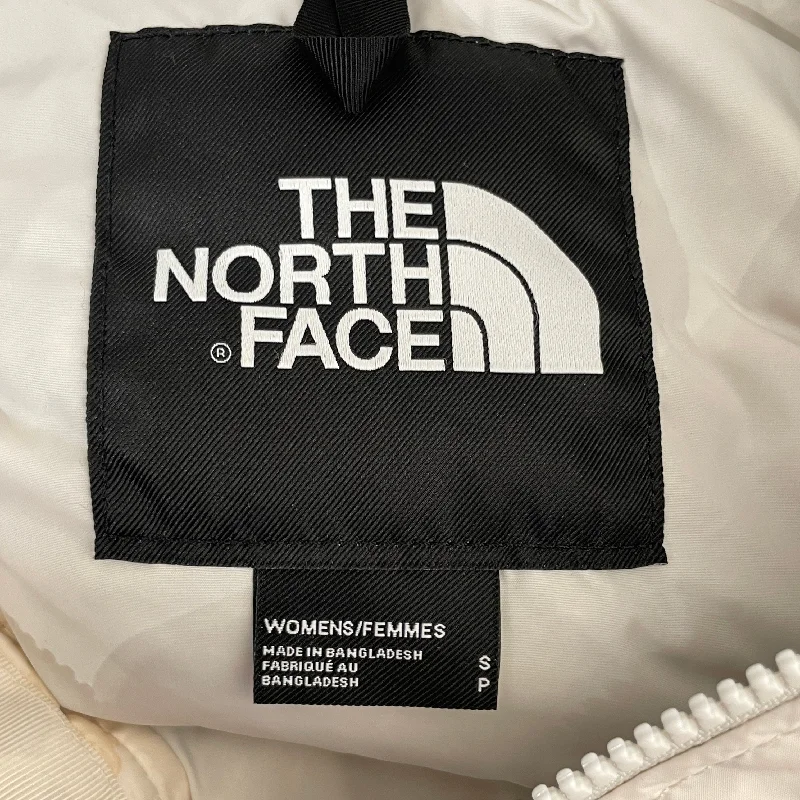 THE
NORTH
® FACE
WOMENS/FEMMES
MADE IN BANGLADESH
FABRIQUÉ AU
BANGLADESH
S
P